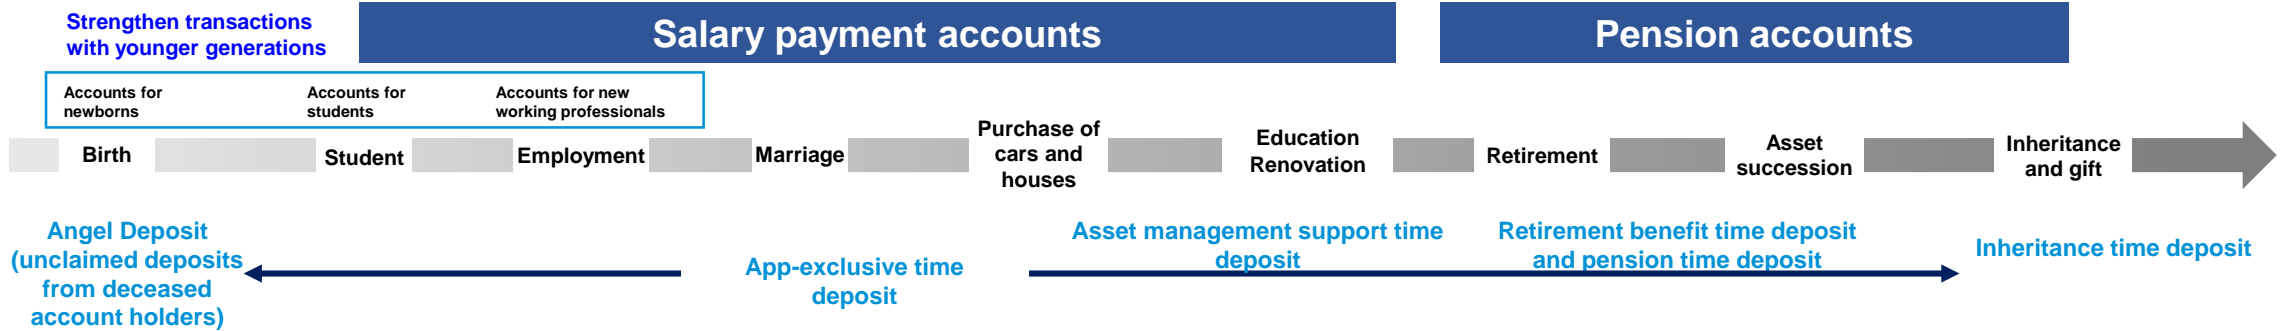 Strengthen transactions
with younger generations
Salary payment accounts
Pension accounts
Accounts for
newborns
Accounts for
students
Accounts for new
working professionals
Birth
Student
Employment
Marriage
Purchase of
cars and
houses
Education
Renovation
Retirement
Asset
succession
Inheritance
and gift
Angel Deposit
(unclaimed deposits
from deceased
account holders)
App-exclusive time
deposit
Asset management support time
deposit
Retirement benefit time deposit
and pension time deposit
Inheritance time deposit